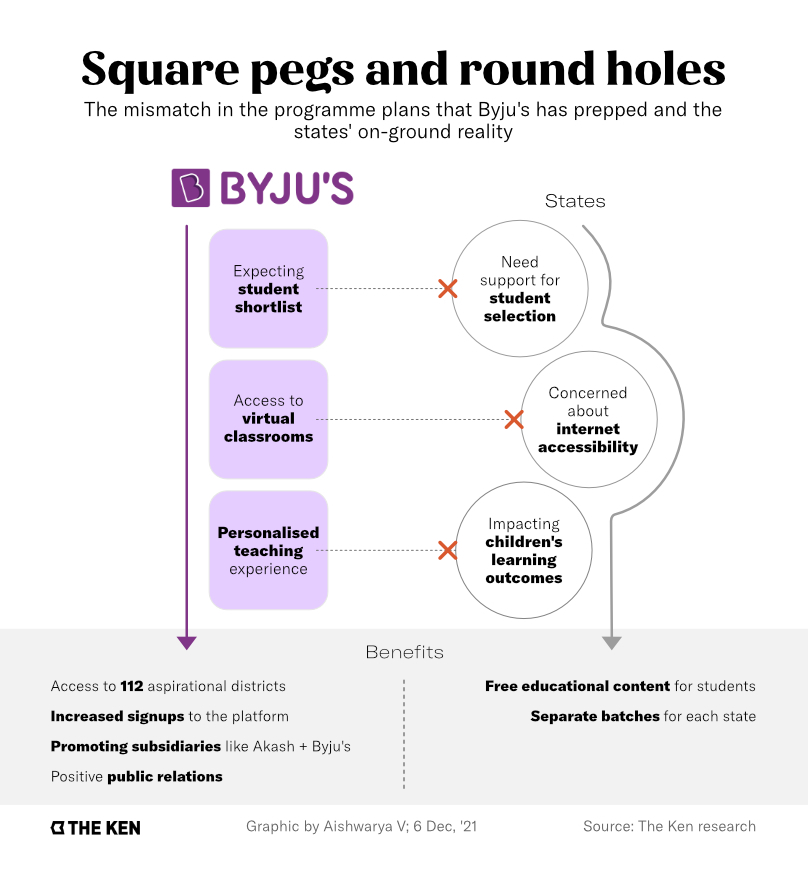 Square pegs and round holes
The mismatch in the programme plans that Byju's has prepped and the
states' on-ground reality
BYJU'S
States
Expecting
student
shortlist
Need
support for
student
selection
Access to
virtual
classrooms
Concerned
about
internet
accessibility
Personalised
teaching
experience
Impacting
children's
learning
outcomes
Benefits
Access to 112 aspirational districts
Increased signups to the platform
Promoting subsidiaries like Akash + Byju's
Positive public relations
Free educational content for students
Separate batches for each state
THE KEN
Graphic by Aishwarya V; 6 Dec, '21
Source: The Ken research